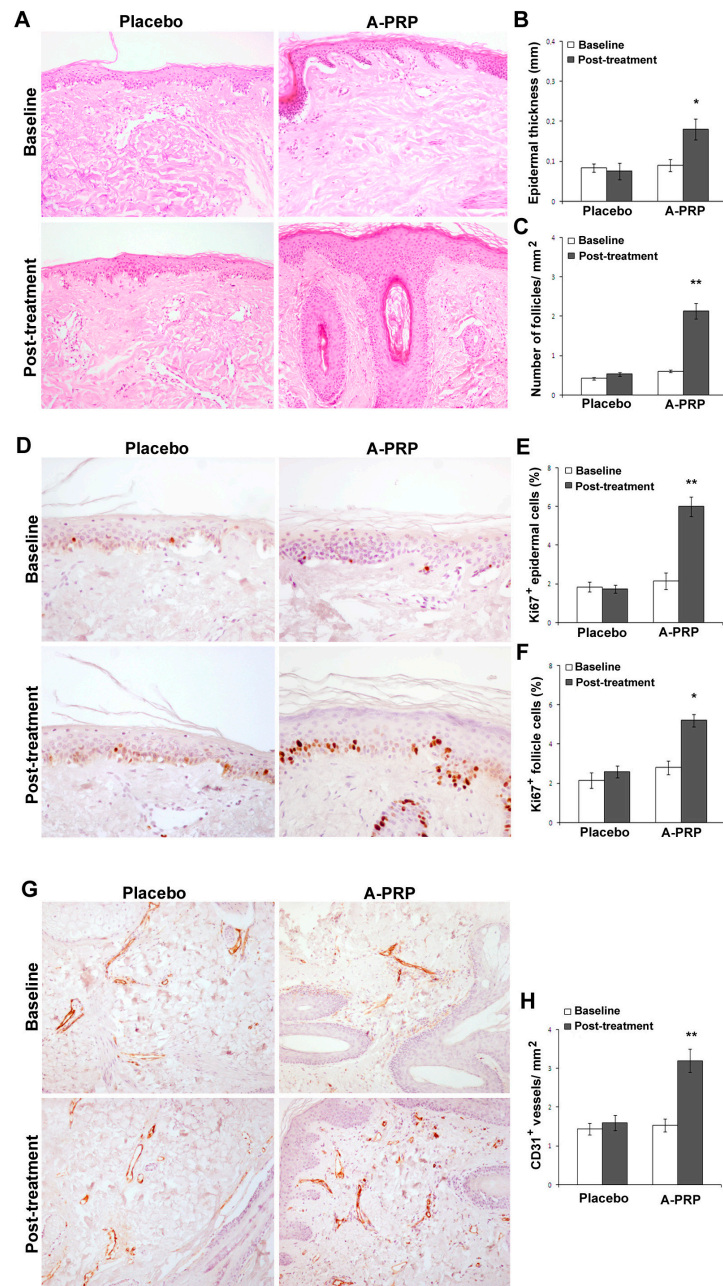 A
Placebo
A-PRP
Baseline
Post-treatment
B
Baseline
Post-treatment
Epidermal thickness (mm)
0,3
0,2
0,1
0
*
Placebo
A-PRP
C
Baseline
Post-treatment
Number of follicles/ mm²
3
2
1
0
**
Placebo
A-PRP
D
Placebo
A-PRP
Baseline
Post-treatment
E
Baseline
Post-treatment
Ki67⁺ epidermal cells (%)
8
6
4
2
0
**
Placebo
A-PRP
F
Baseline
Post-treatment
Ki67⁺ follicle cells (%)
8
6
4
2
0
*
Placebo
A-PRP
G
Placebo
A-PRP
Baseline
Post-treatment
H
Baseline
Post-treatment
CD31⁺ vessels/ mm²
4
3
2
1
0
**
Placebo
A-PRP